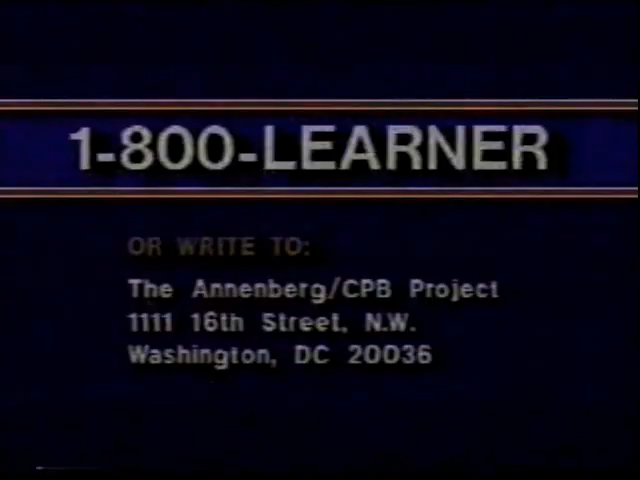 1-800-LEARNER
OR WRITE TO:
The Annenberg/CPB Project
1111 16th Street, N.W.
Washington, DC 20036